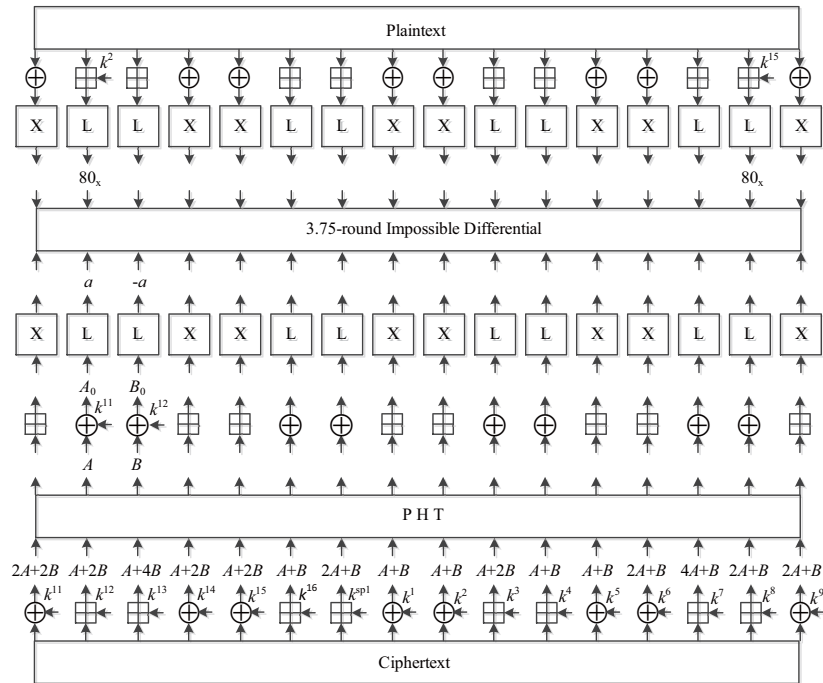 Plaintext
k² k¹⁵
X L L X X L L X X L L X X L L X
80ₓ 80ₓ
3.75-round Impossible Differential
a -a
X L L X X L L X X L L X X L L X
A₀ B₀
k¹¹ k¹²
A B
P H T
2A+2B A+2B A+4B A+2B A+2B A+B 2A+B A+B A+B A+2B A+B A+B 2A+B 4A+B 2A+B 2A+B
k¹¹ k¹² k¹³ k¹⁴ k¹⁵ k¹⁶ kˢᵖ¹ k¹ k² k³ k⁴ k⁵ k⁶ k⁷ k⁸ k⁹
Ciphertext